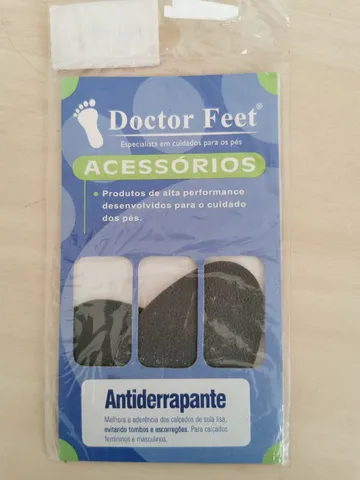 Doctor Feet®
Especialista em cuidados para os pés
ACESSÓRIOS
• Produtos de alta performance
desenvolvidos para o cuidado
dos pés.
Antiderrapante
Melhora a aderência dos calçados de sola lisa,
evitando tombos e escorregões. Para calçados
femininos e masculinos.